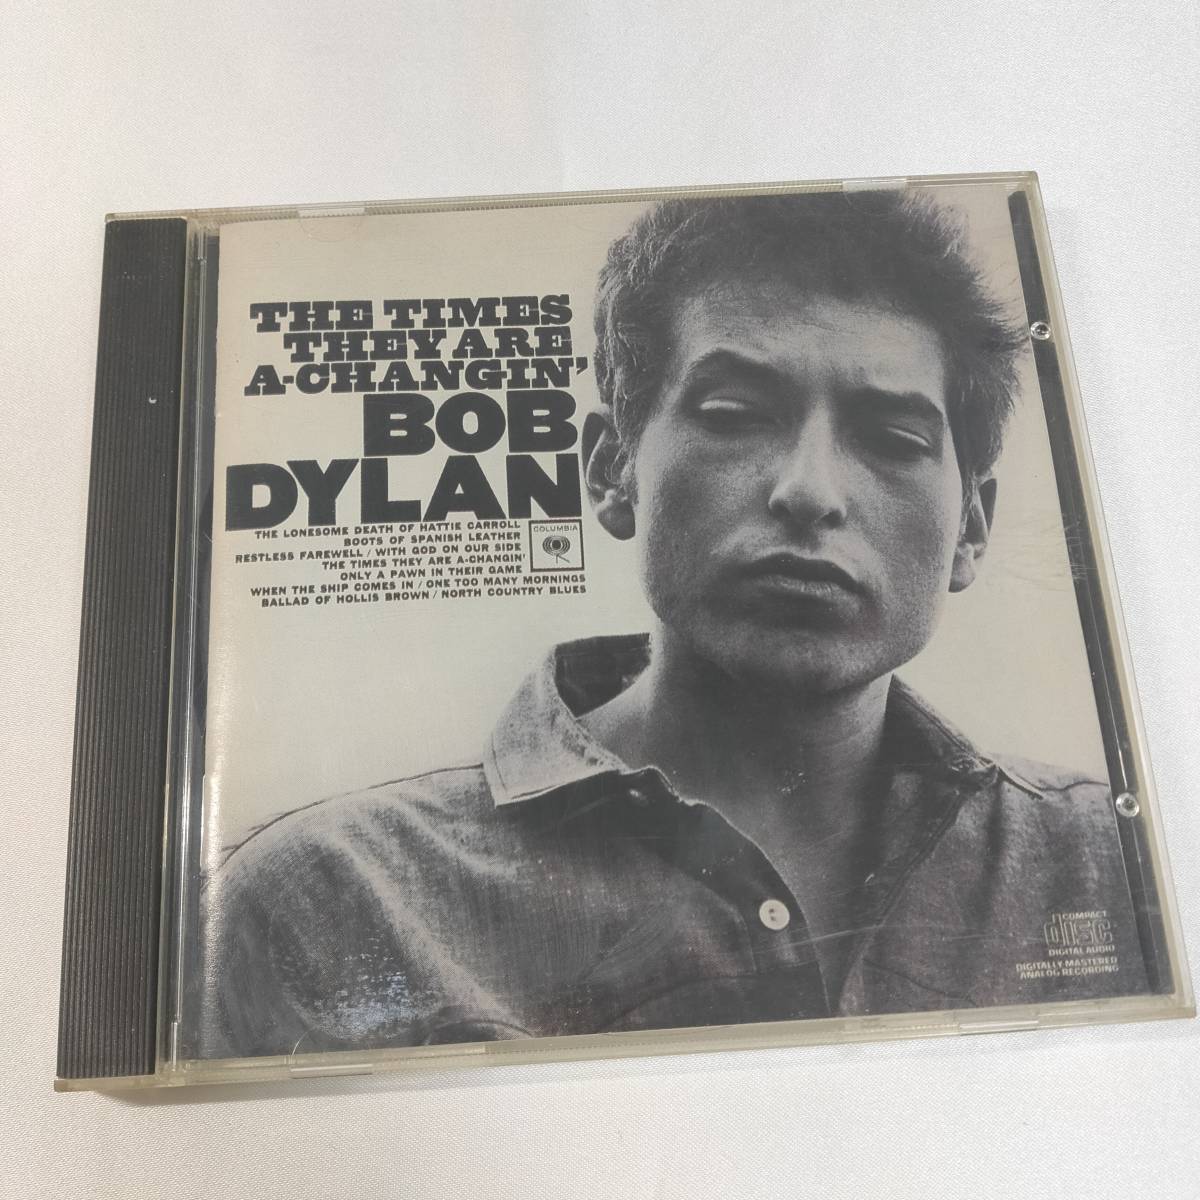 THE TIMES
THEY ARE
A-CHANGIN'
BOB
DYLAN
THE LONESOME DEATH OF HATTIE CARROLL
BOOTS OF SPANISH LEATHER
RESTLESS FAREWELL / WITH GOD ON OUR SIDE
THE TIMES THEY ARE A-CHANGIN'
ONLY A PAWN IN THEIR GAME
WHEN THE SHIP COMES IN / ONE TOO MANY MORNINGS
BALLAD OF HOLLIS BROWN / NORTH COUNTRY BLUES
COLUMBIA
COMPACT
disc
DIGITAL AUDIO
DIGITALLY MASTERED
ANALOG RECORDING